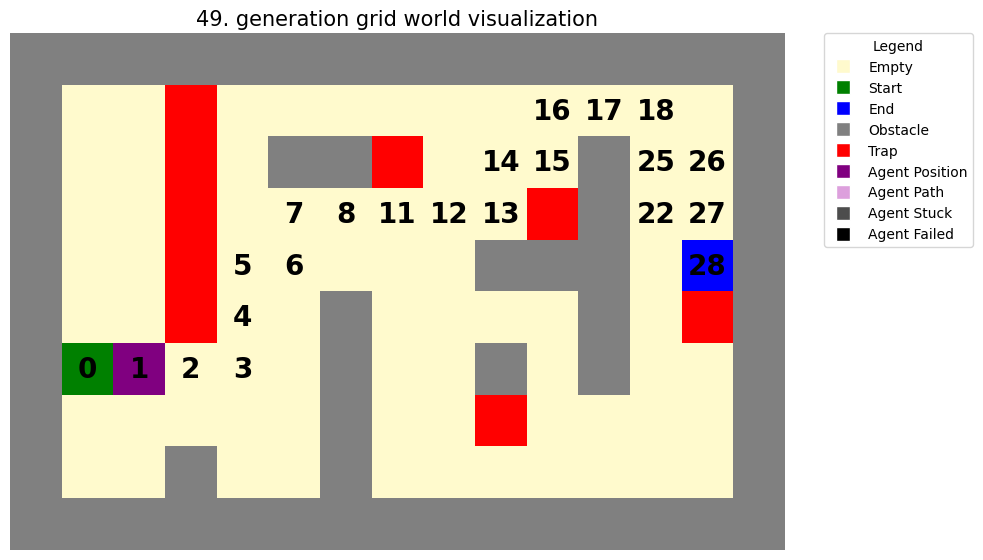 49. generation grid world visualization
16 17 18
14 15 25 26
7 8 11 12 13 22 27
5 6 28
4
0 1 2 3
Legend
Empty
Start
End
Obstacle
Trap
Agent Position
Agent Path
Agent Stuck
Agent Failed